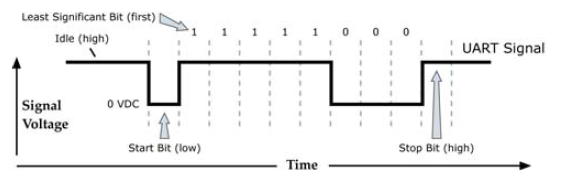 Least Significant Bit (first)
1 1 1 1 1 0 0 0
Idle (high)
UART Signal
Signal
Voltage
0 VDC
Start Bit (low)
Stop Bit (high)
Time